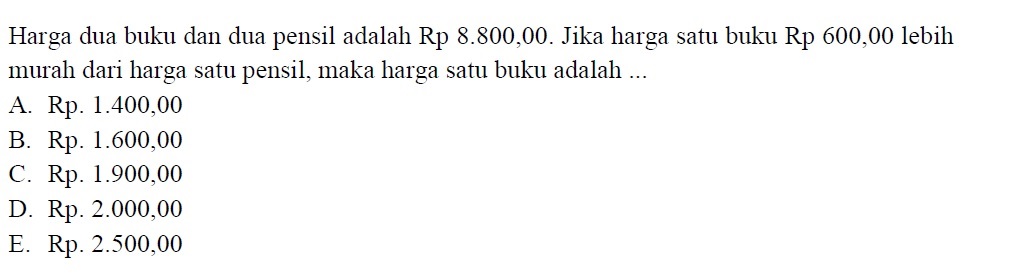 Harga dua buku dan dua pensil adalah Rp 8.800,00. Jika harga satu buku Rp 600,00 lebih
murah dari harga satu pensil, maka harga satu buku adalah ...
A. Rp. 1.400,00
B. Rp. 1.600,00
C. Rp. 1.900,00
D. Rp. 2.000,00
E. Rp. 2.500,00